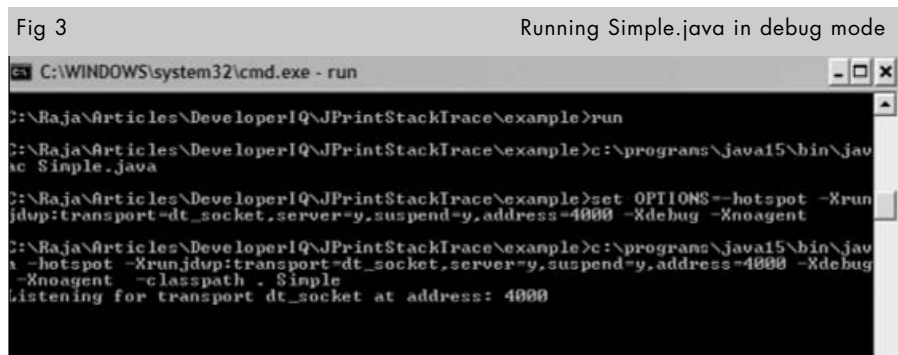 Fig 3
Running Simple.java in debug mode
C:\WINDOWS\system32\cmd.exe - run
C:\Raja\Articles\DeveloperIQ\JPrintStackTrace\example>run
C:\Raja\Articles\DeveloperIQ\JPrintStackTrace\example>c:\programs\java15\bin\jav
ac Simple.java
C:\Raja\Articles\DeveloperIQ\JPrintStackTrace\example>set OPTIONS=-hotspot -Xrun
jdwp:transport=dt_socket,server=y,suspend=y,address=4000 -Xdebug -Xnoagent
C:\Raja\Articles\DeveloperIQ\JPrintStackTrace\example>c:\programs\java15\bin\jav
a -hotspot -Xrunjdwp:transport=dt_socket,server=y,suspend=y,address=4000 -Xdebug
-Xnoagent -classpath . Simple
Listening for transport dt_socket at address: 4000